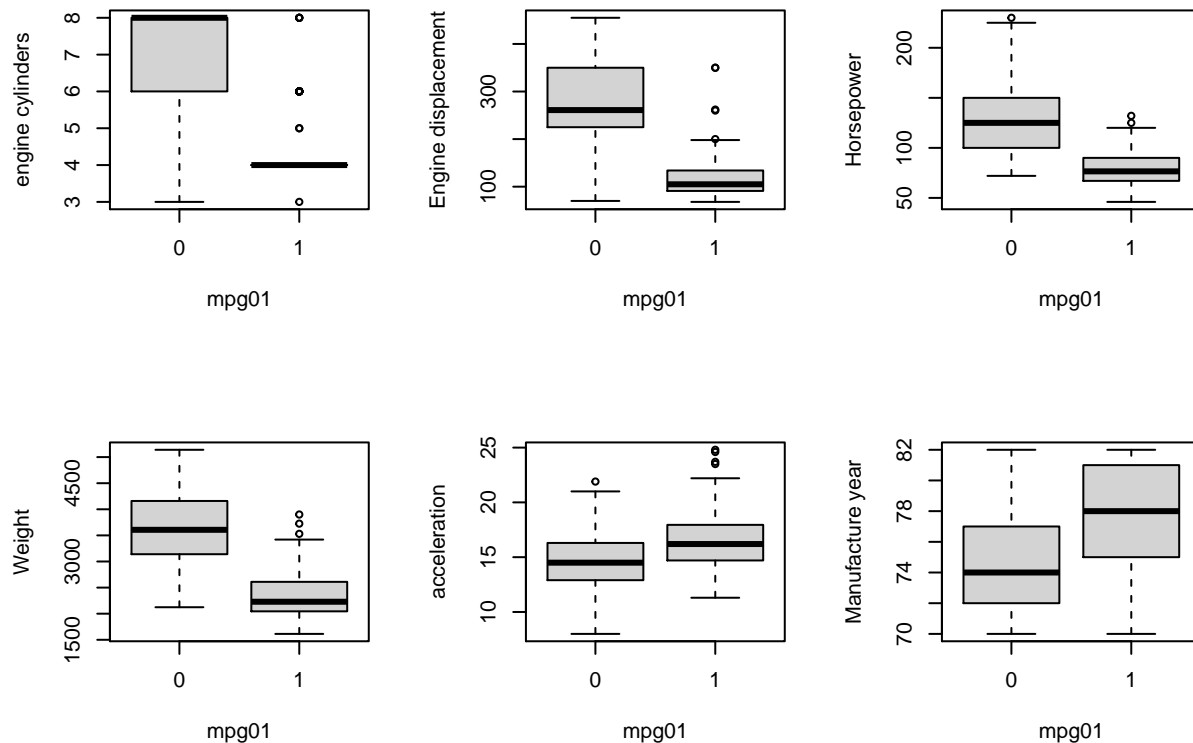 engine cylinders
8
6
5
4
3
0 1
mpg01
Engine displacement
300
100
0 1
mpg01
Horsepower
200
100
50
0 1
mpg01
Weight
4500
3000
1500
0 1
mpg01
acceleration
25
20
15
10
0 1
mpg01
Manufacture year
82
78
74
70
0 1
mpg01